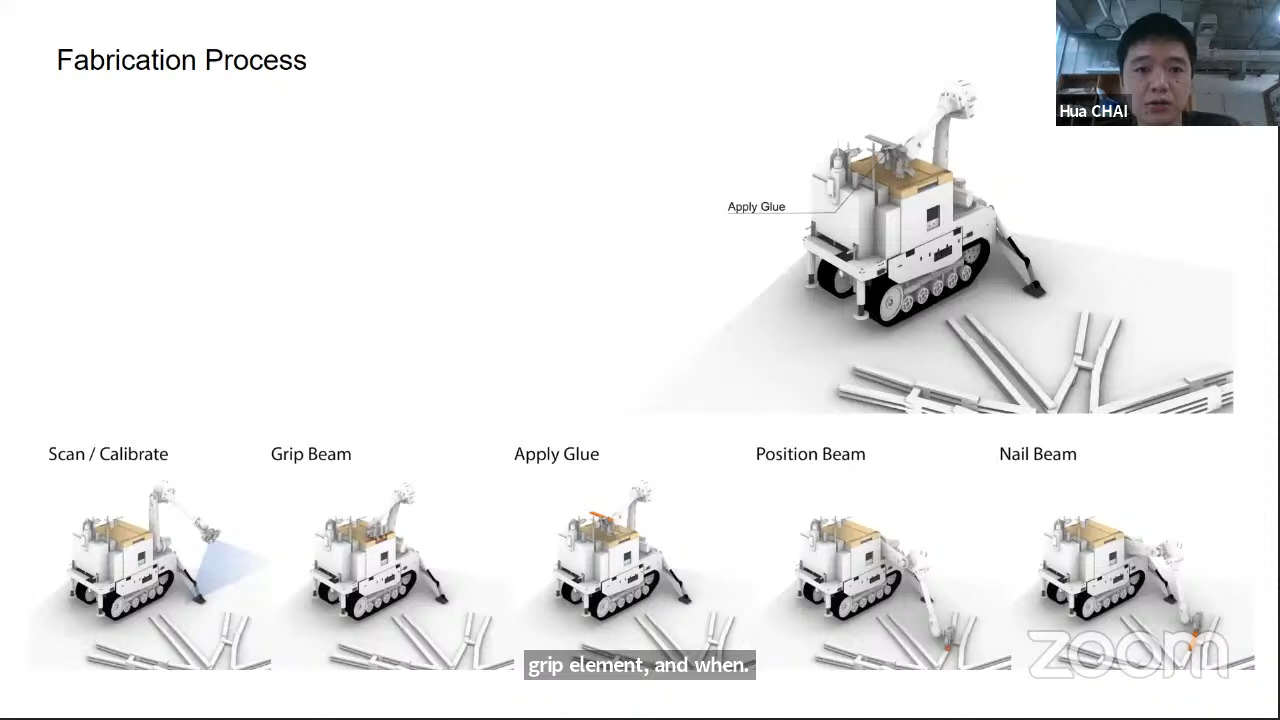 Fabrication Process
Hua CHAI
Apply Glue
Scan / Calibrate
Grip Beam
Apply Glue
Position Beam
Nail Beam
grip element, and when.
zoom